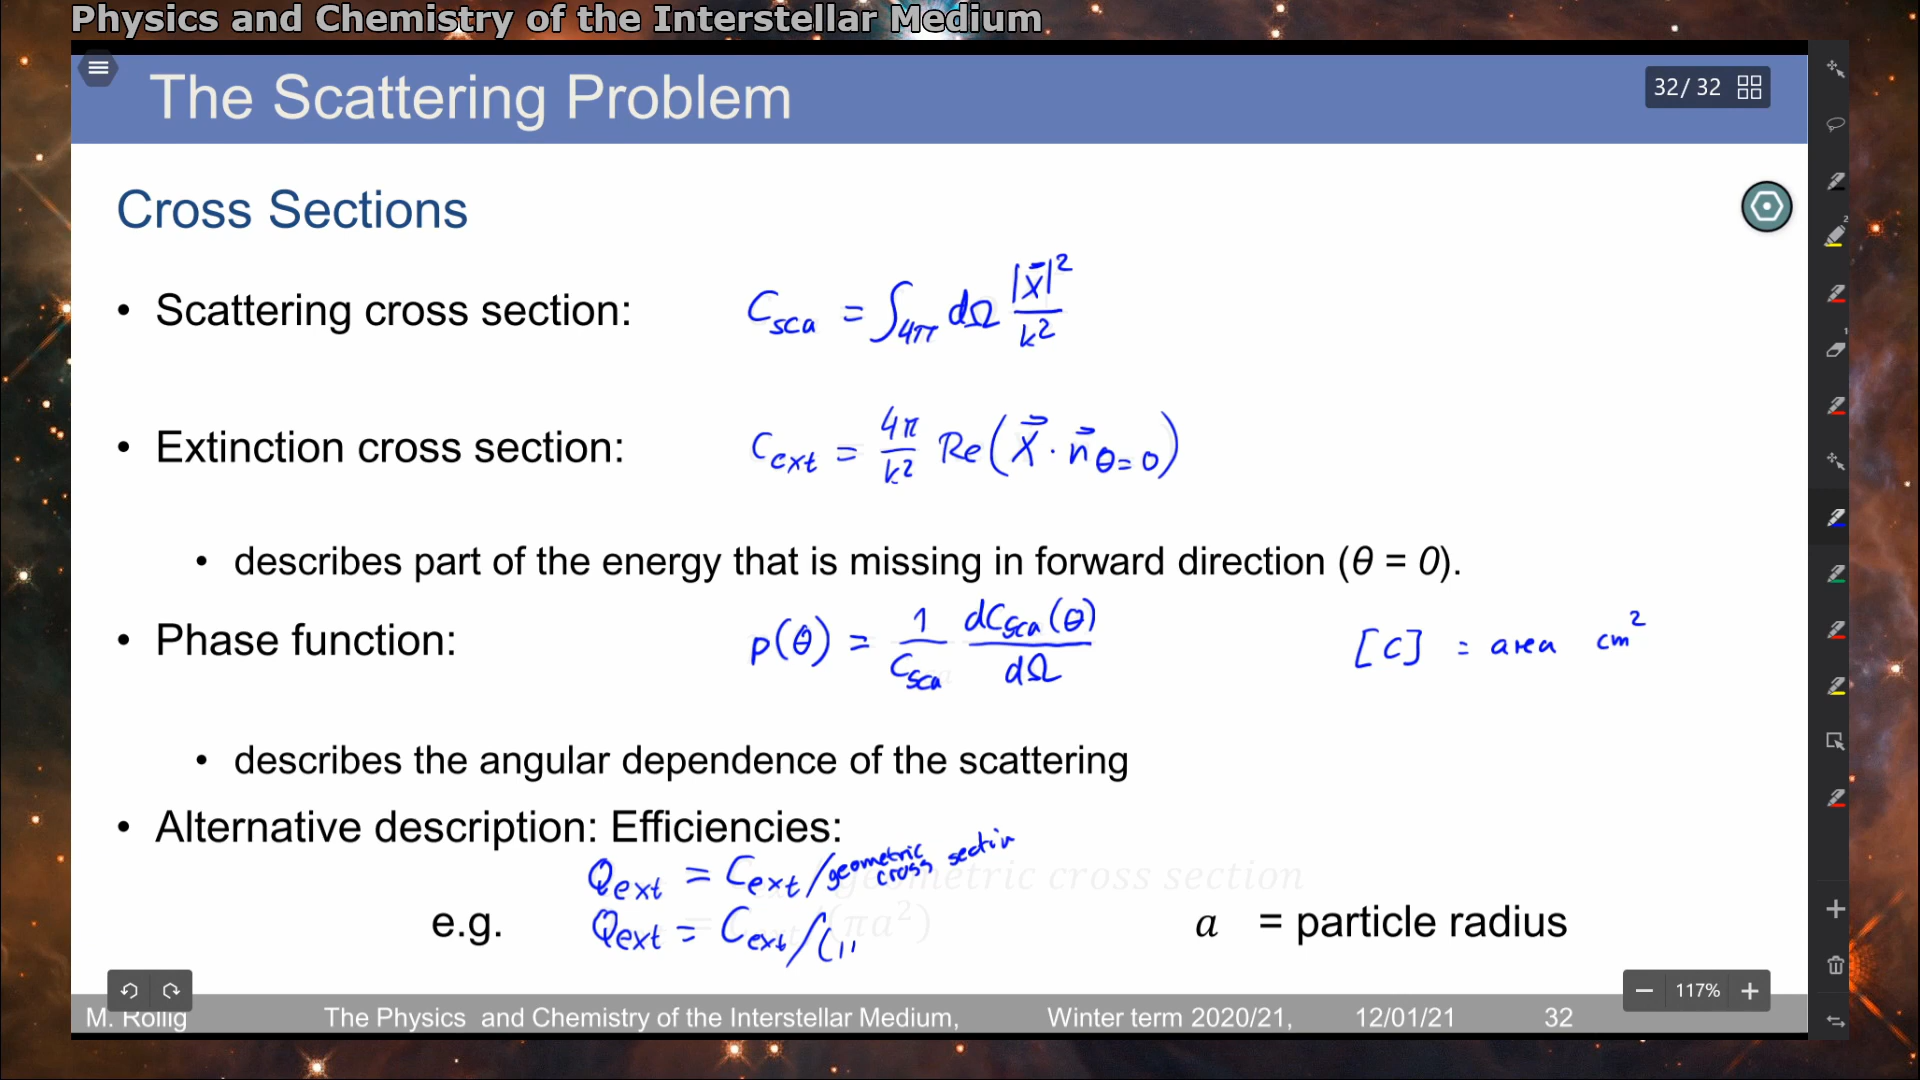 Physics and Chemistry of the Interstellar Medium
The Scattering Problem
32/ 32
Cross Sections
• Scattering cross section: C_sca = ∫_4π dΩ |X⃗|² / k²
• Extinction cross section: C_ext = 4π / k² Re(X⃗ · n⃗_θ=0)
• describes part of the energy that is missing in forward direction (θ = 0).
• Phase function: p(θ) = 1 / C_sca dC_sca(θ) / dΩ [C] = area cm²
• describes the angular dependence of the scattering
• Alternative description: Efficiencies:
Q_ext = C_ext / geometric cross section
e.g. Q_ext = C_ext / (πa²) a = particle radius
117%
M. Röllig The Physics and Chemistry of the Interstellar Medium, Winter term 2020/21, 12/01/21 32